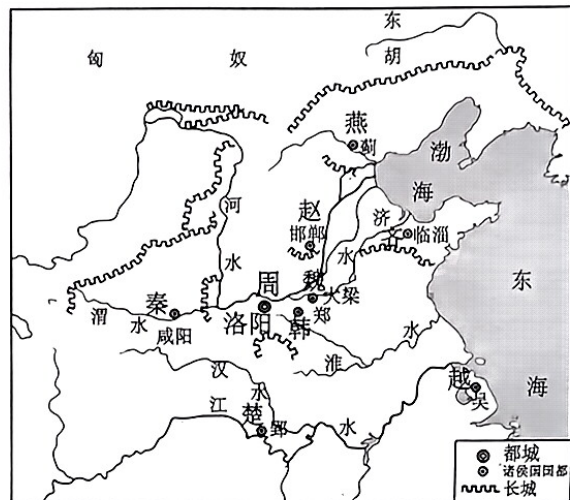 东
胡
匈 奴
燕
蓟
渤
海
赵
邯郸
济
水
齐
临淄
河
水
秦
咸阳
渭水
周
洛阳
魏
大梁
韩
郑
淮水
东
海
汉
水
江
水
楚
郢
越
吴
都城
诸侯国国都
长城